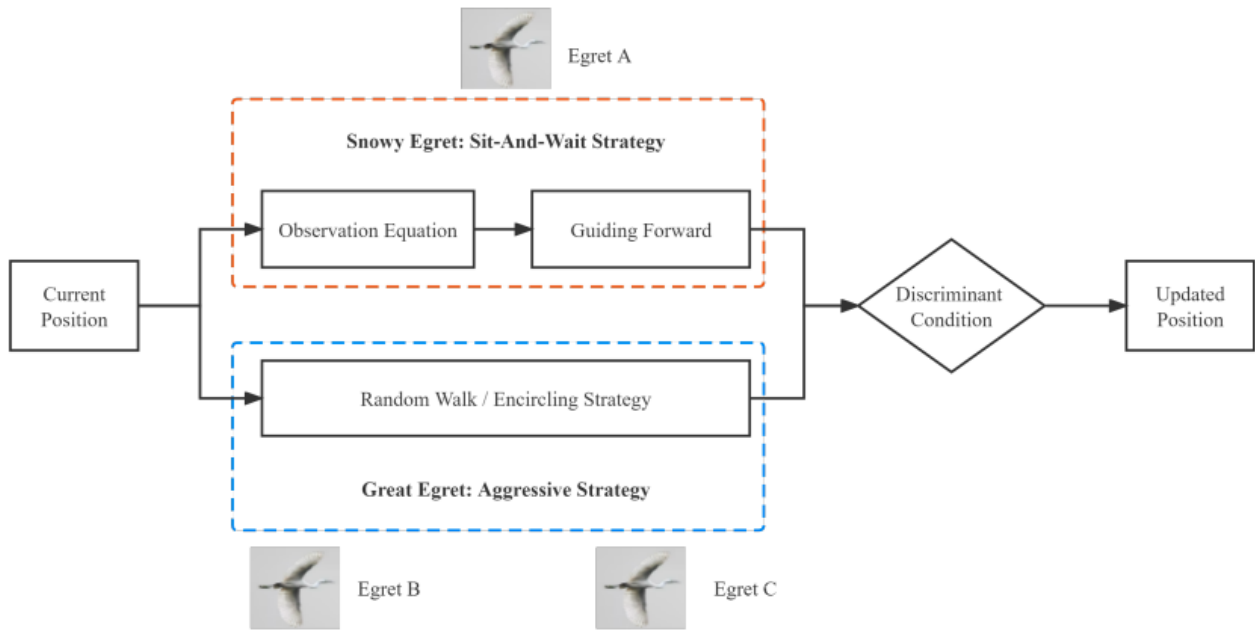 Egret A
Snowy Egret: Sit-And-Wait Strategy
Observation Equation
Guiding Forward
Current
Position
Discriminant
Condition
Updated
Position
Random Walk / Encircling Strategy
Great Egret: Aggressive Strategy
Egret B
Egret C